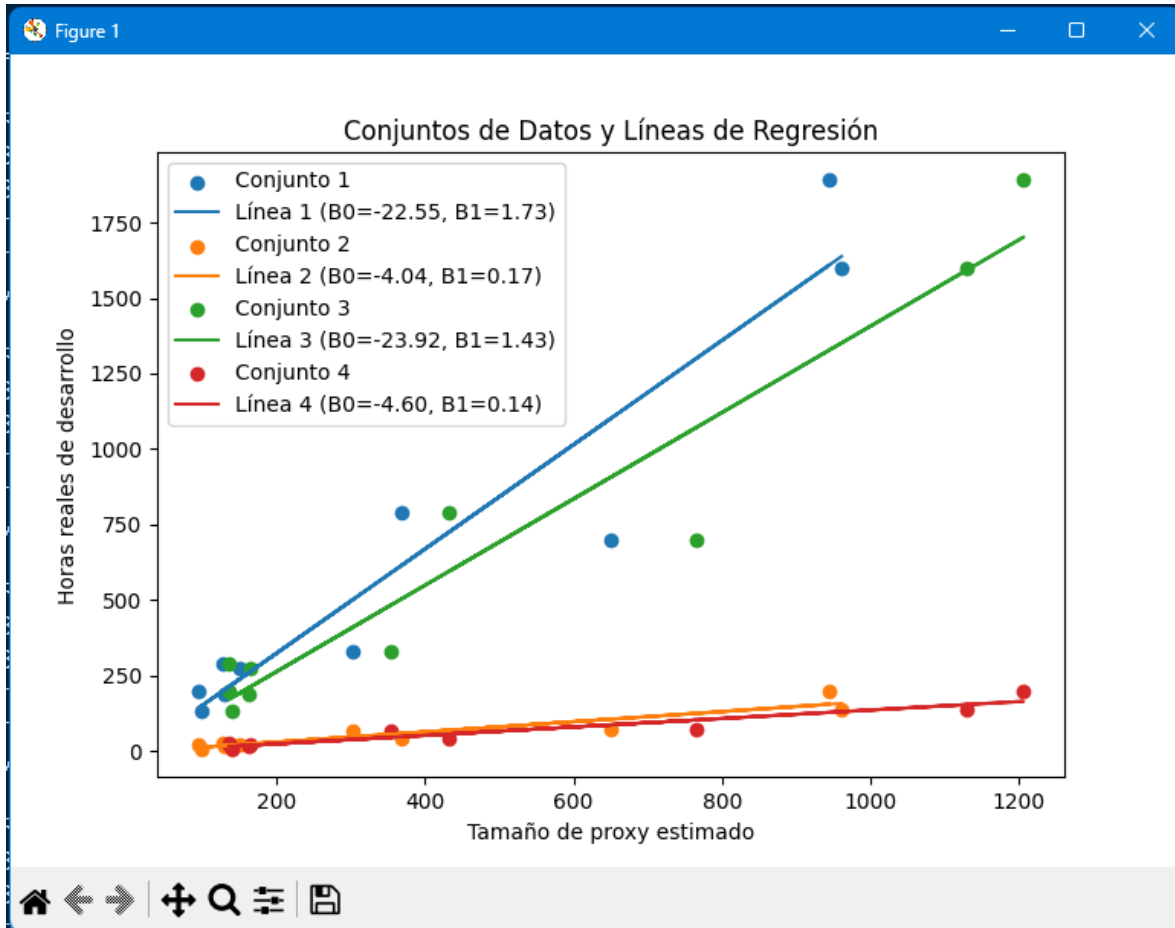 Figure 1
Conjuntos de Datos y Líneas de Regresión
Conjunto 1
Línea 1 (B0=-22.55, B1=1.73)
Conjunto 2
Línea 2 (B0=-4.04, B1=0.17)
Conjunto 3
Línea 3 (B0=-23.92, B1=1.43)
Conjunto 4
Línea 4 (B0=-4.60, B1=0.14)
Horas reales de desarrollo
1750
1500
1250
1000
750
500
250
0
200 400 600 800 1000 1200
Tamaño de proxy estimado